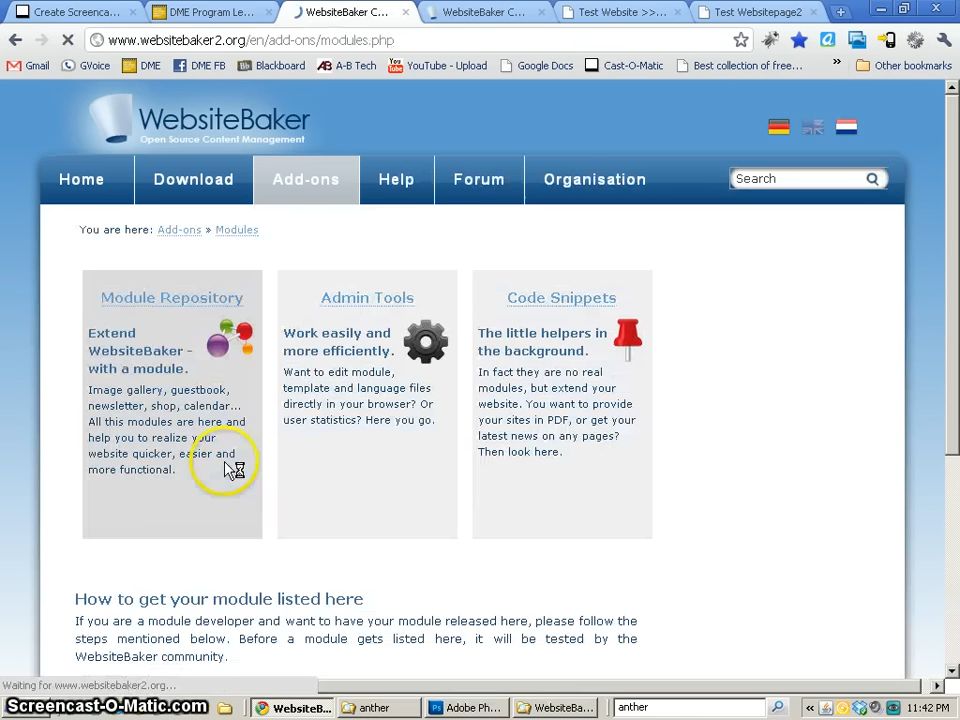 Create Screenca...
DME Program Le...
WebsiteBaker C...
WebsiteBaker C...
Test Website >>...
Test Websitepage2
www.websitebaker2.org/en/add-ons/modules.php
Gmail
GVoice
DME
DME FB
Blackboard
A-B Tech
YouTube - Upload
Google Docs
Cast-O-Matic
Best collection of free...
»
Other bookmarks
WebsiteBaker
Open Source Content Management
Home
Download
Add-ons
Help
Forum
Organisation
Search
You are here: Add-ons » Modules
Module Repository
Extend
WebsiteBaker -
with a module.
Image gallery, guestbook,
newsletter, shop, calendar...
All this modules are here and
help you to realize your
website quicker, easier and
more functional.
Admin Tools
Work easily and
more efficiently.
Want to edit module,
template and language files
directly in your browser? Or
user statistics? Here you go.
Code Snippets
The little helpers in
the background.
In fact they are no real
modules, but extend your
website. You want to provide
your sites in PDF, or get your
latest news on any pages?
Then look here.
How to get your module listed here
If you are a module developer and want to have your module released here, please follow the
steps mentioned below. Before a module gets listed here, it will be tested by the
WebsiteBaker community.
Waiting for www.websitebaker2.org...
Screencast-O-Matic.com
WebsiteB...
anther
Adobe Ph...
WebsiteBa...
anther
«
11:42 PM